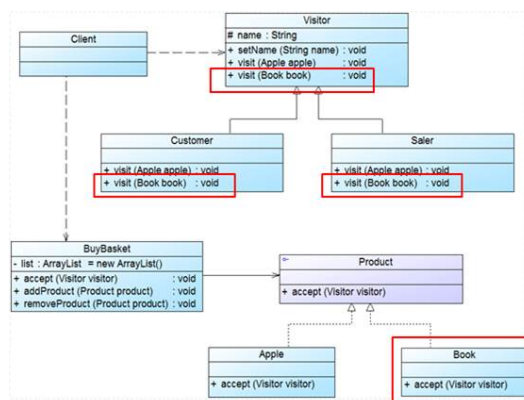 Client
Visitor
# name : String
+ setName (String name) : void
+ visit (Apple apple) : void
+ visit (Book book) : void
Customer
+ visit (Apple apple) : void
+ visit (Book book) : void
Saler
+ visit (Apple apple) : void
+ visit (Book book) : void
BuyBasket
- list : ArrayList = new ArrayList()
+ accept (Visitor visitor) : void
+ addProduct (Product product) : void
+ removeProduct (Product product) : void
Product
+ accept (Visitor visitor)
Apple
+ accept (Visitor visitor)
Book
+ accept (Visitor visitor)